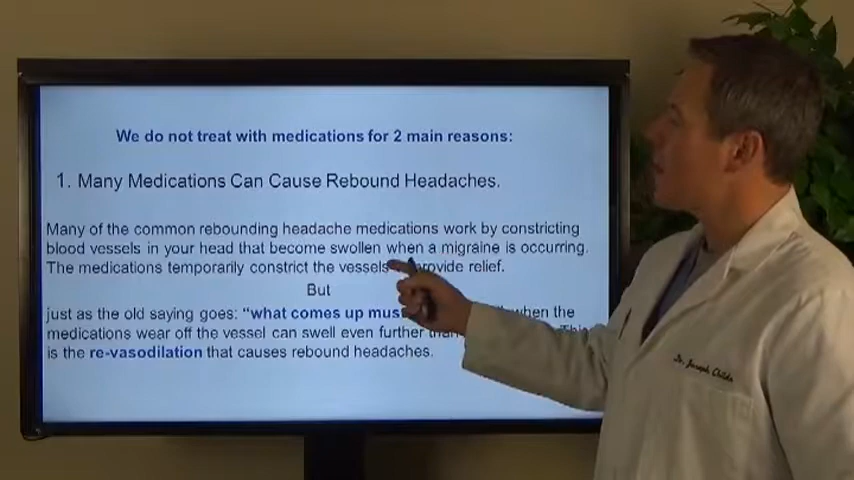 We do not treat with medications for 2 main reasons:
1. Many Medications Can Cause Rebound Headaches.
Many of the common rebounding headache medications work by constricting
blood vessels in your head that become swollen when a migraine is occurring.
The medications temporarily constrict the vessels provide relief.
But
just as the old saying goes: "what comes up must when the
medications wear off the vessel can swell even further This
is the re-vasodilation that causes rebound headaches.
Dr. Joseph Childs